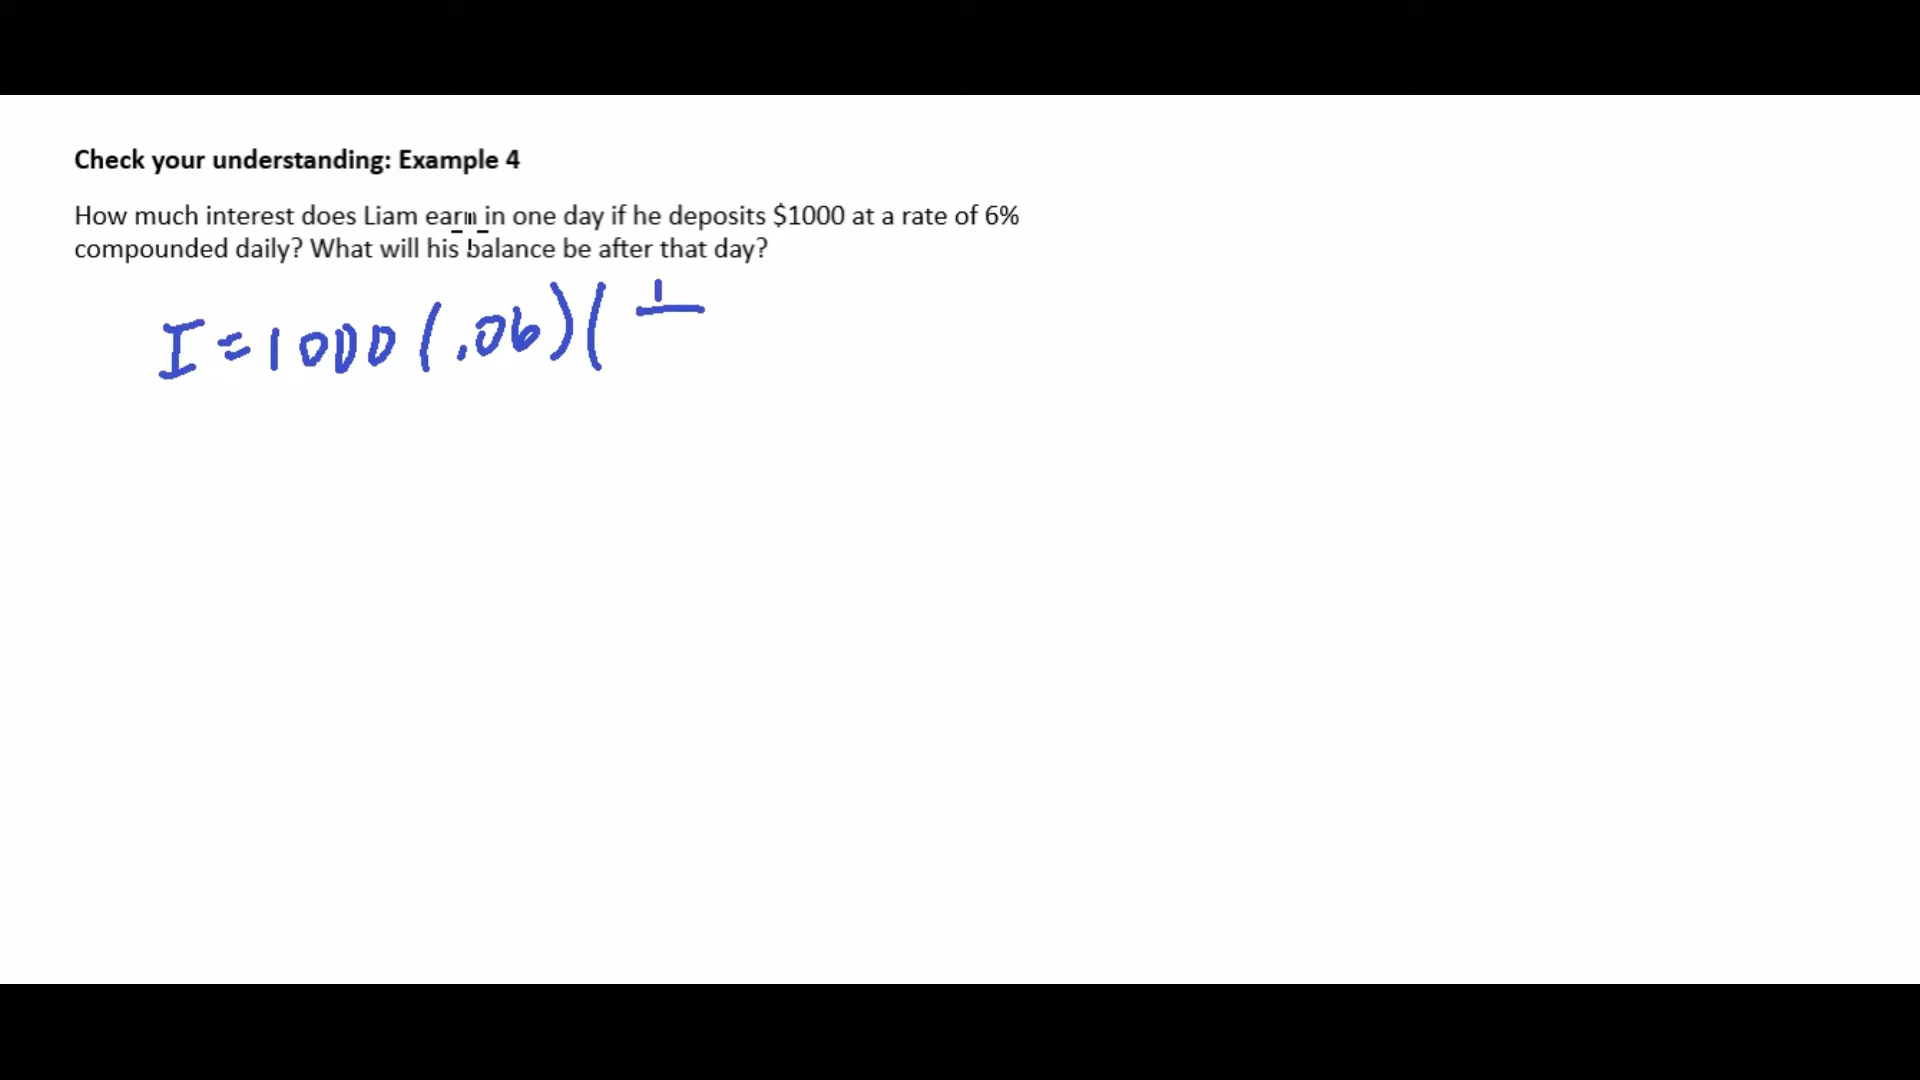 Check your understanding: Example 4
How much interest does Liam earn in one day if he deposits $1000 at a rate of 6%
compounded daily? What will his balance be after that day?
I = 1000 (.06)( 1/